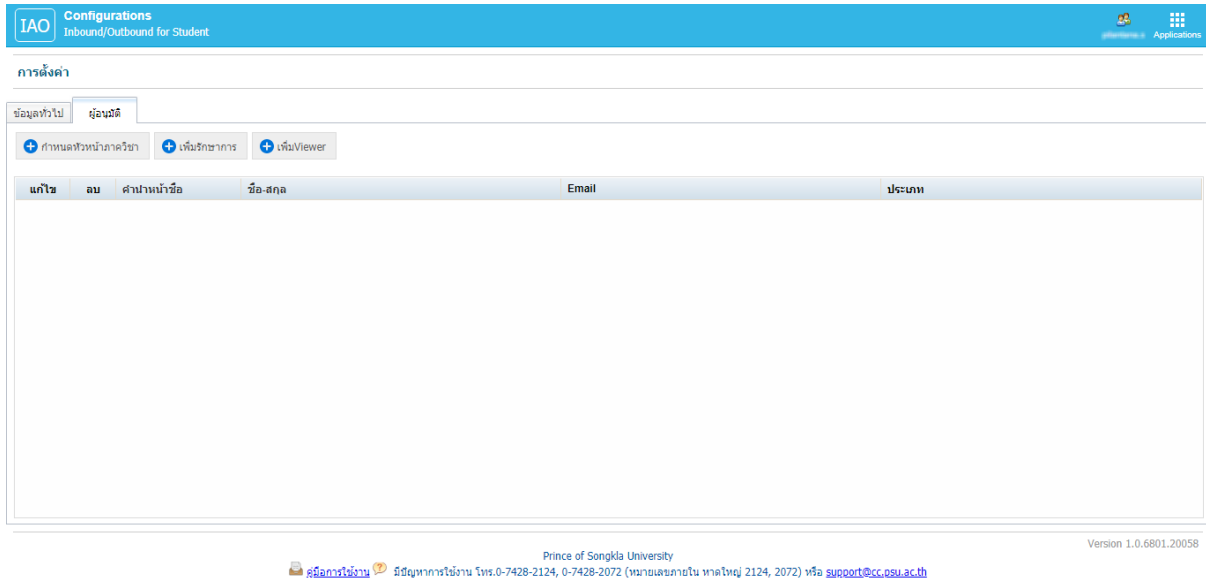 IAO
Configurations
Inbound/Outbound for Student
Applications
การตั้งค่า
ข้อมูลทั่วไป ผู้อนุมัติ
กำหนดหัวหน้าภาควิชา เพิ่มรักษาการ เพิ่มViewer
แก้ไข ลบ คำนำหน้าชื่อ ชื่อ-สกุล Email ประเภท
Version 1.0.6801.20058
Prince of Songkla University
คู่มือการใช้งาน มีปัญหาการใช้งาน โทร.0-7428-2124, 0-7428-2072 (หมายเลขภายใน หาดใหญ่ 2124, 2072) หรือ support@cc.psu.ac.th